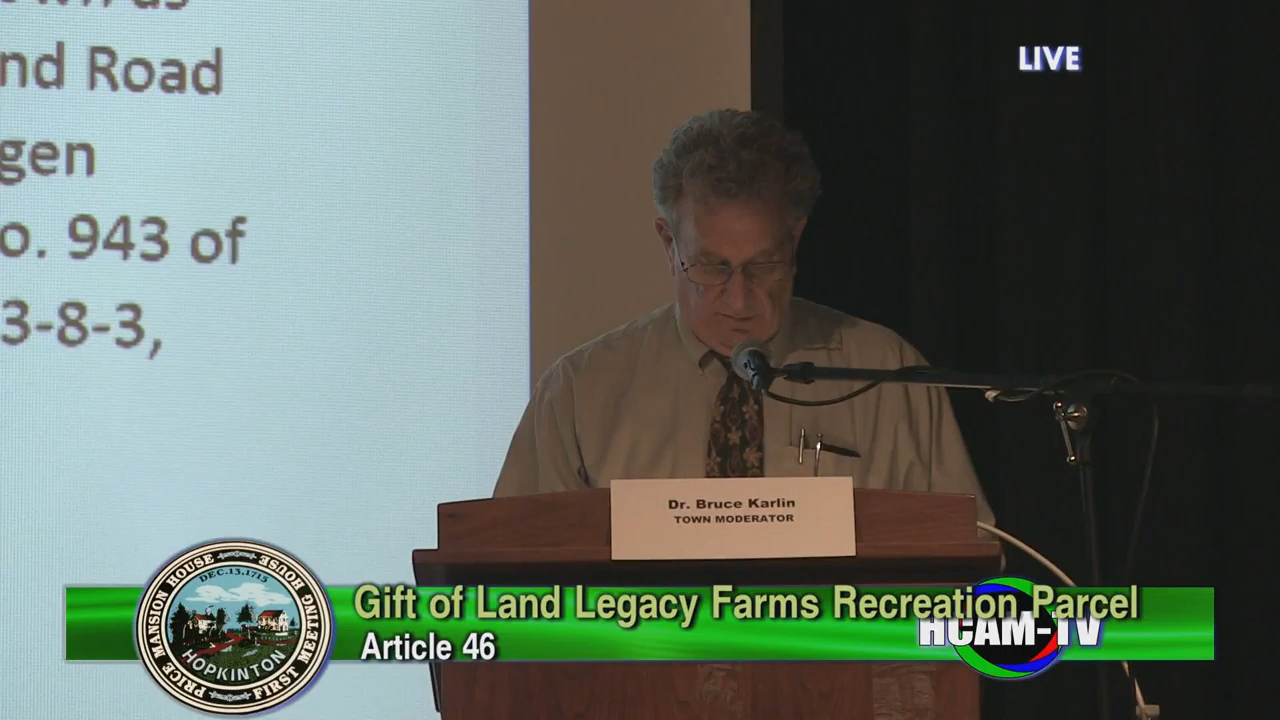 nd Road
gen
o. 943 of
3-8-3,
LIVE
Dr. Bruce Karlin
TOWN MODERATOR
Gift of Land Legacy Farms Recreation Parcel
Article 46
HCAM-TV
PRICE MANSION HOUSE
FIRST MEETING HOUSE
DEC.13.1715
HOPKINTON